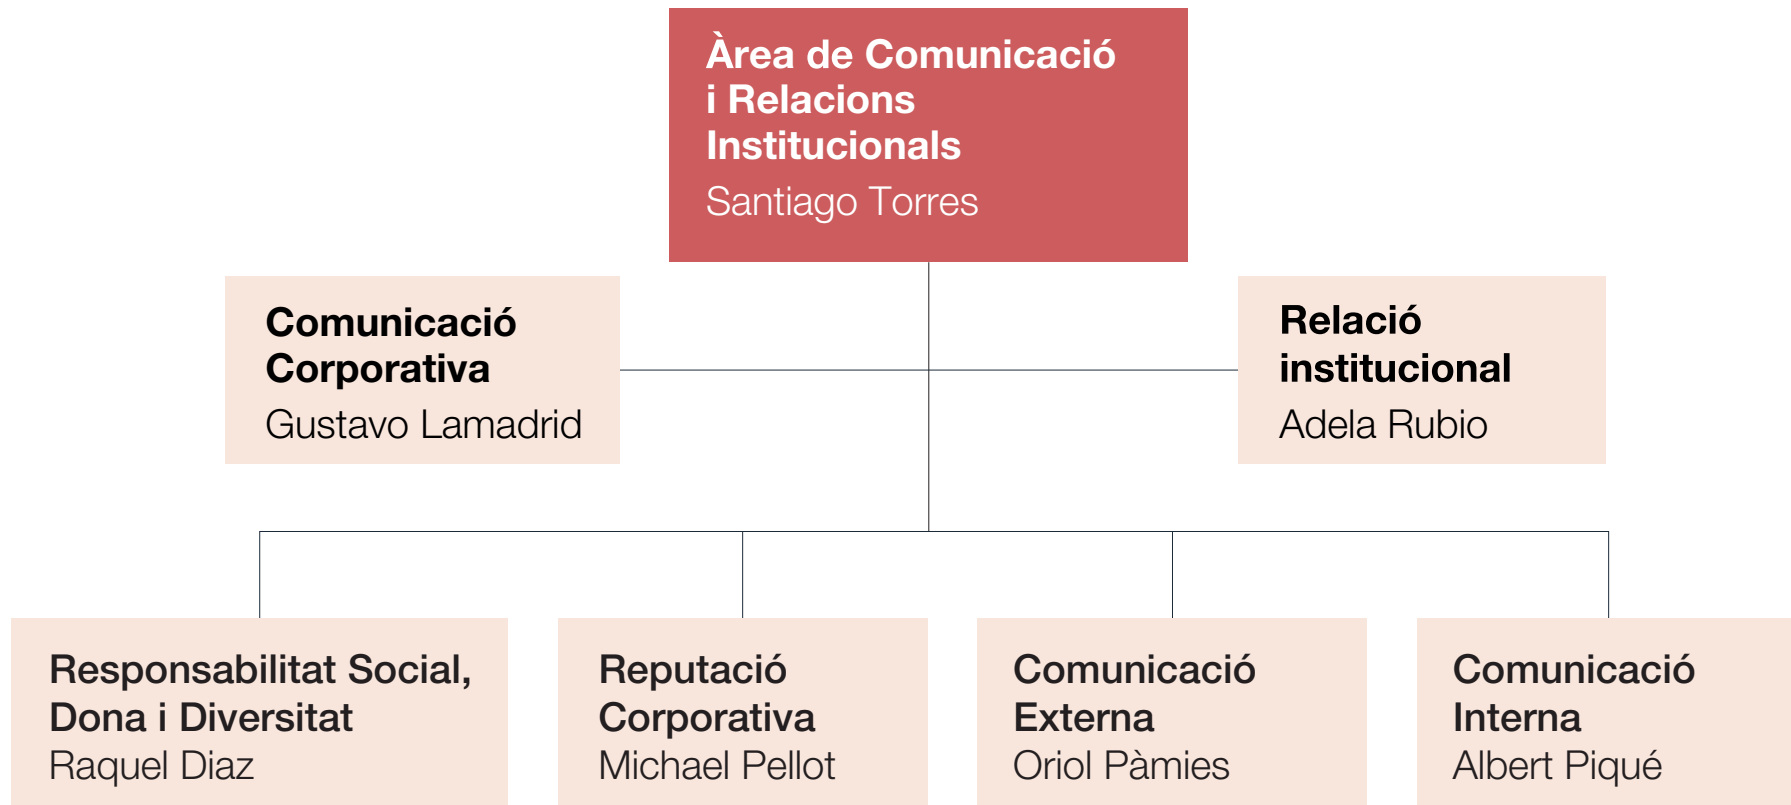 Àrea de Comunicació
i Relacions
Institucionals
Santiago Torres
Comunicació
Corporativa
Gustavo Lamadrid
Relació
institucional
Adela Rubio
Responsabilitat Social,
Dona i Diversitat
Raquel Diaz
Reputació
Corporativa
Michael Pellot
Comunicació
Externa
Oriol Pàmies
Comunicació
Interna
Albert Piqué